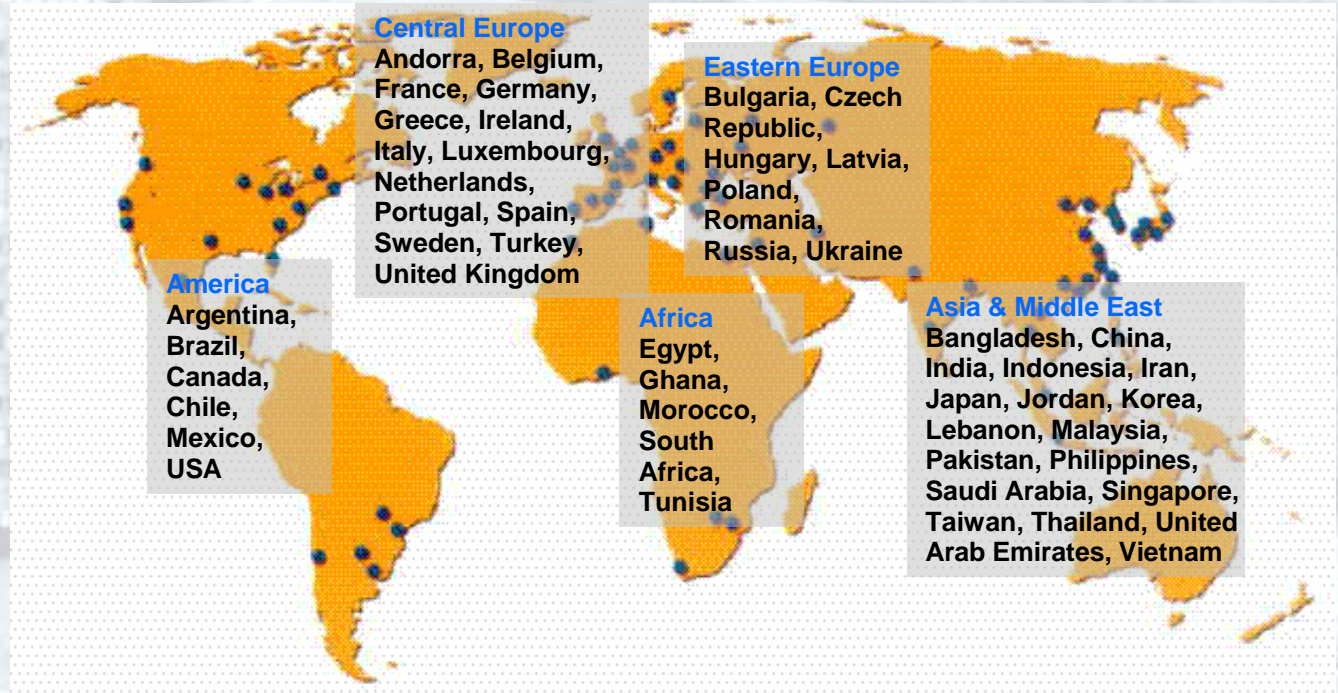 Central Europe
Andorra, Belgium,
France, Germany,
Greece, Ireland,
Italy, Luxembourg,
Netherlands,
Portugal, Spain,
Sweden, Turkey,
United Kingdom
Eastern Europe
Bulgaria, Czech
Republic,
Hungary, Latvia,
Poland,
Romania,
Russia, Ukraine
America
Argentina,
Brazil,
Canada,
Chile,
Mexico,
USA
Africa
Egypt,
Ghana,
Morocco,
South
Africa,
Tunisia
Asia & Middle East
Bangladesh, China,
India, Indonesia, Iran,
Japan, Jordan, Korea,
Lebanon, Malaysia,
Pakistan, Philippines,
Saudi Arabia, Singapore,
Taiwan, Thailand, United
Arab Emirates, Vietnam